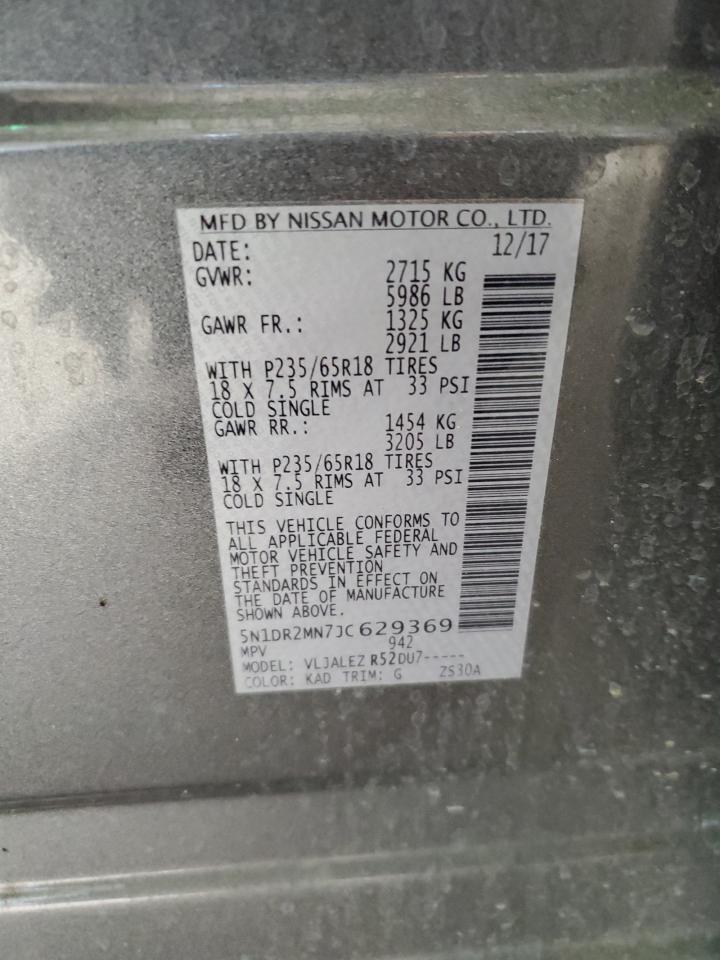 MFD BY NISSAN MOTOR CO., LTD.
DATE: 12/17
GVWR: 2715 KG
5986 LB
GAWR FR.: 1325 KG
2921 LB
WITH P235/65R18 TIRES
18 X 7.5 RIMS AT 33 PSI
COLD SINGLE
GAWR RR.: 1454 KG
3205 LB
WITH P235/65R18 TIRES
18 X 7.5 RIMS AT 33 PSI
COLD SINGLE
THIS VEHICLE CONFORMS TO
ALL APPLICABLE FEDERAL
MOTOR VEHICLE SAFETY AND
THEFT PREVENTION
STANDARDS IN EFFECT ON
THE DATE OF MANUFACTURE
SHOWN ABOVE.
5N1DR2MN7JC629369
MPV 942
MODEL: VLJALEZ R52DU7-----
COLOR: KAD TRIM: G ZS30A